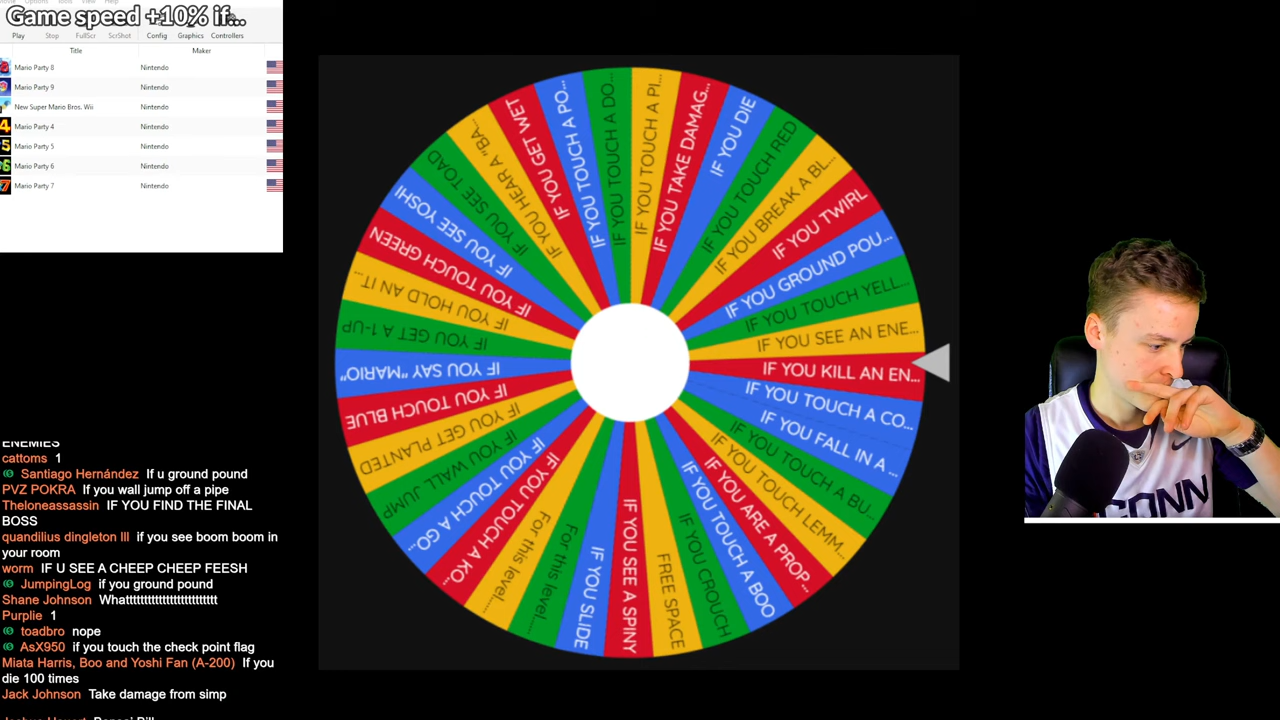 Movie Options Tools View Help
Game speed +10% if...
Play Stop FullScr ScrShot Config Graphics Controllers
Title Maker
Mario Party 8 Nintendo
Mario Party 9 Nintendo
New Super Mario Bros. Wii Nintendo
4 Mario Party 4 Nintendo
5 Mario Party 5 Nintendo
6 Mario Party 6 Nintendo
7 Mario Party 7 Nintendo
IF YOU TOUCH A PI...
IF YOU TAKE DAMAG...
IF YOU DIE
IF YOU TOUCH RED
IF YOU BREAK A BL...
IF YOU TWIRL
IF YOU GROUND POU...
IF YOU TOUCH YELL...
IF YOU SEE AN ENE...
IF YOU KILL AN EN...
IF YOU TOUCH A CO...
IF YOU FALL IN A ...
IF YOU TOUCH A BU...
IF YOU TOUCH LEMM...
IF YOU ARE A PROP...
IF YOU TOUCH A BOO
IF YOU CROUCH
FREE SPACE
IF YOU SEE A SPINY
IF YOU SLIDE
For this level....
For this level....
IF YOU TOUCH A KO...
IF YOU TOUCH A GO...
IF YOU WALL JUMP
IF YOU GET PLANTED
IF YOU TOUCH BLUE
IF YOU SAY "MARIO"
IF YOU GET A 1-UP
IF YOU HOLD AN IT...
IF YOU TOUCH GREEN
IF YOU SEE YOSHI
IF YOU SEE TOAD
IF YOU HEAR A "BA...
IF YOU GET WET
IF YOU TOUCH A PO...
IF YOU TOUCH A DO...
ENEMIES
cattoms 1
Santiago Hernández If u ground pound
PVZ POKRA If you wall jump off a pipe
Theloneassassin IF YOU FIND THE FINAL
BOSS
quandilius dingleton III if you see boom boom in
your room
worm IF U SEE A CHEEP CHEEP FEESH
JumpingLog if you ground pound
Shane Johnson Whatttttttttttttttttttttttttt
Purplie 1
toadbro nope
AsX950 if you touch the check point flag
Miata Harris, Boo and Yoshi Fan (A-200) If you
die 100 times
Jack Johnson Take damage from simp
CONN